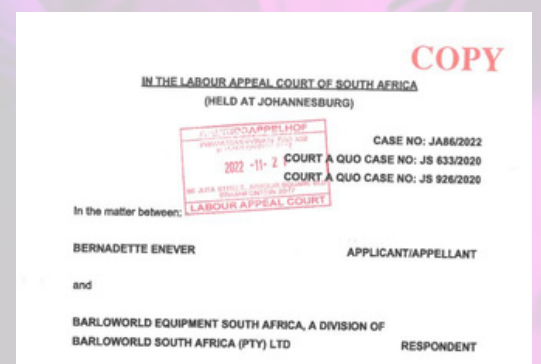 COPY
IN THE LABOUR APPEAL COURT OF SOUTH AFRICA
(HELD AT JOHANNESBURG)
CASE NO: JA86/2022
2022 -11- 2
COURT A QUO CASE NO: JS 633/2020
COURT A QUO CASE NO: JS 926/2020
LABOUR APPEAL COURT
In the matter between:
BERNADETTE ENEVER APPLICANT/APPELLANT
and
BARLOWORLD EQUIPMENT SOUTH AFRICA, A DIVISION OF
BARLOWORLD SOUTH AFRICA (PTY) LTD RESPONDENT